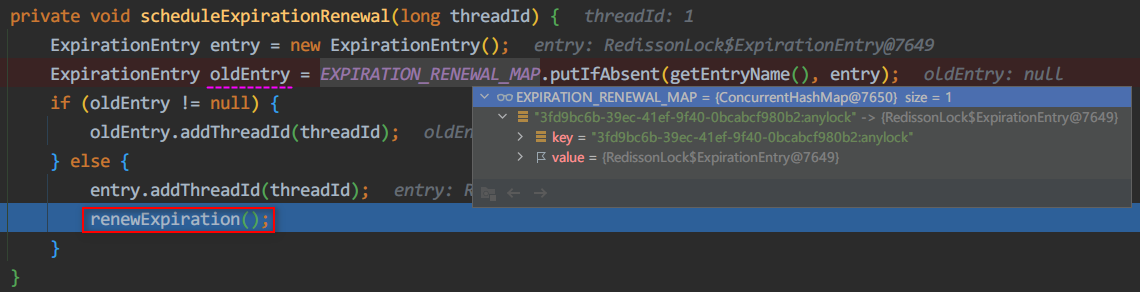 private void scheduleExpirationRenewal(long threadId) { threadId: 1
ExpirationEntry entry = new ExpirationEntry(); entry: RedissonLock$ExpirationEntry@7649
ExpirationEntry oldEntry = EXPIRATION_RENEWAL_MAP.putIfAbsent(getEntryName(), entry); oldEntry: null
EXPIRATION_RENEWAL_MAP = {ConcurrentHashMap@7650} size = 1
if (oldEntry != null) {
"3fd9bc6b-39ec-41ef-9f40-0bcabcf980b2:anylock" -> {RedissonLock$ExpirationEntry@7649}
oldEntry.addThreadId(threadId); oldEn
key = "3fd9bc6b-39ec-41ef-9f40-0bcabcf980b2:anylock"
} else {
value = {RedissonLock$ExpirationEntry@7649}
entry.addThreadId(threadId); entry: R
renewExpiration();
}
}